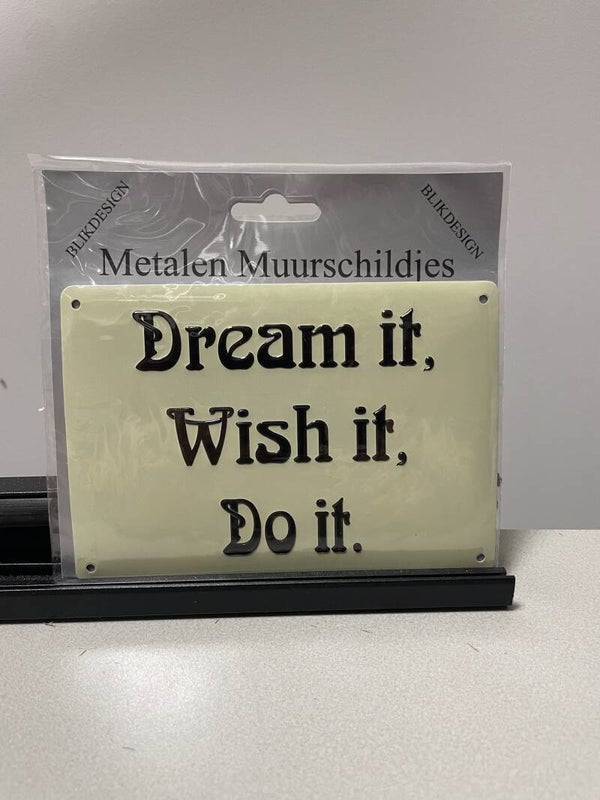 BLIKDESIGN
BLIKDESIGN
Metalen Muurschildjes
Dream it,
Wish it,
Do it.